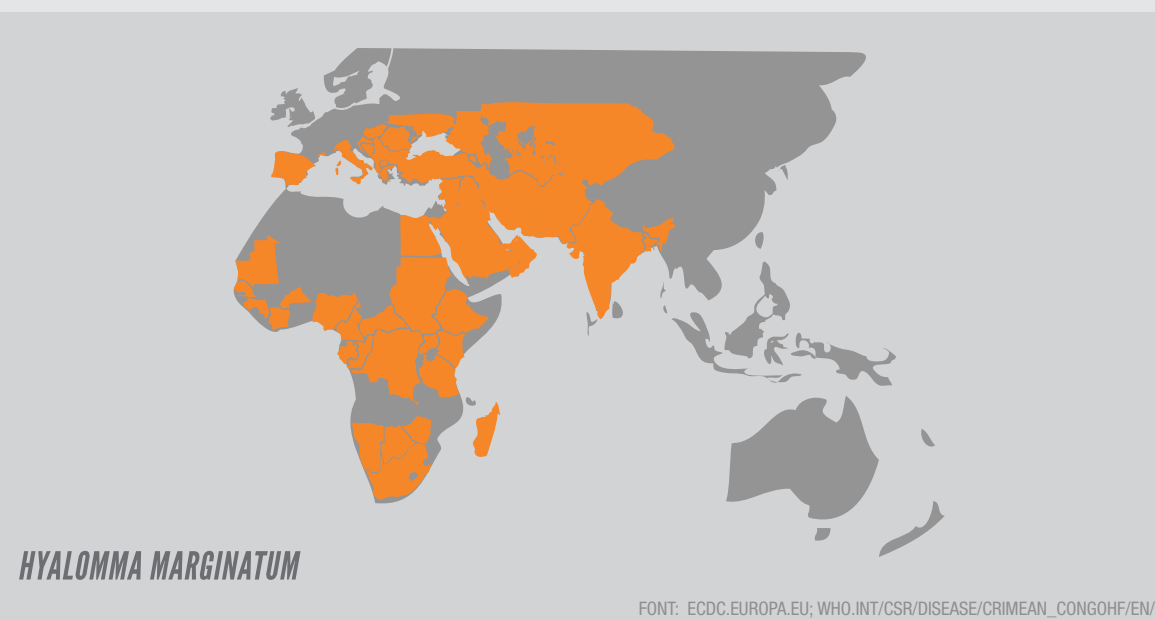 HYALOMMA MARGINATUM
FONT: ECDC.EUROPA.EU; WHO.INT/CSR/DISEASE/CRIMEAN_CONGOHF/EN/